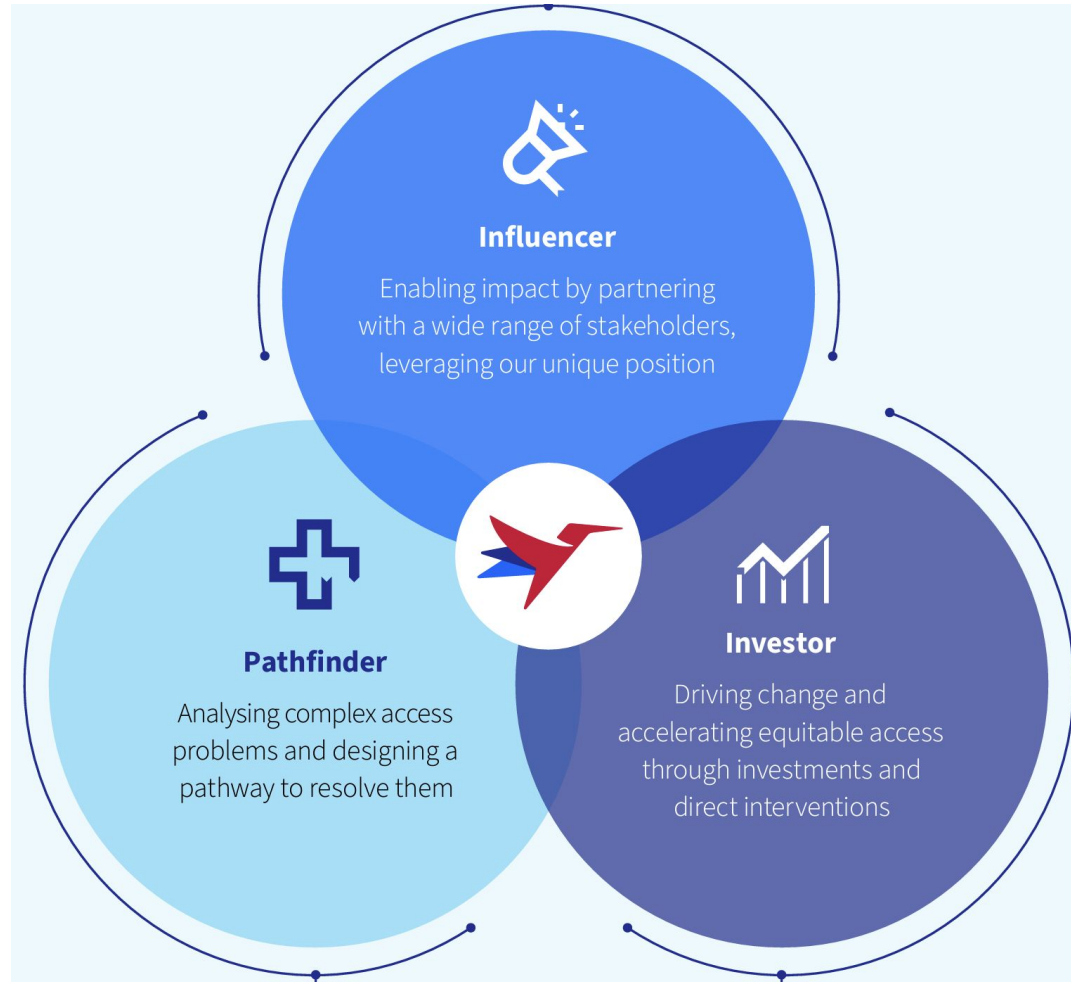 Influencer
Enabling impact by partnering
with a wide range of stakeholders,
leveraging our unique position
Pathfinder
Analysing complex access
problems and designing a
pathway to resolve them
Investor
Driving change and
accelerating equitable access
through investments and
direct interventions